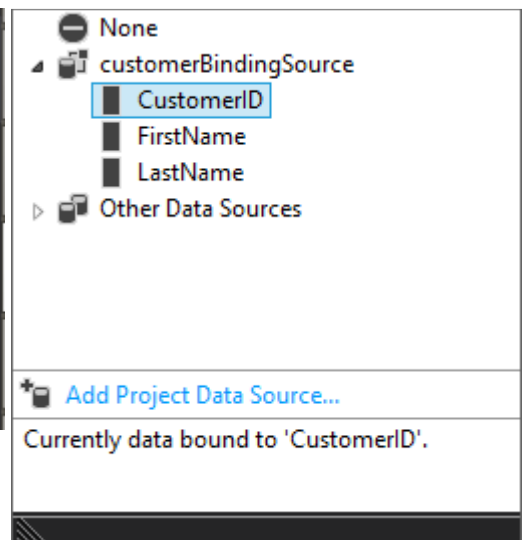 None
customerBindingSource
CustomerID
FirstName
LastName
Other Data Sources
Add Project Data Source...
Currently data bound to 'CustomerID'.